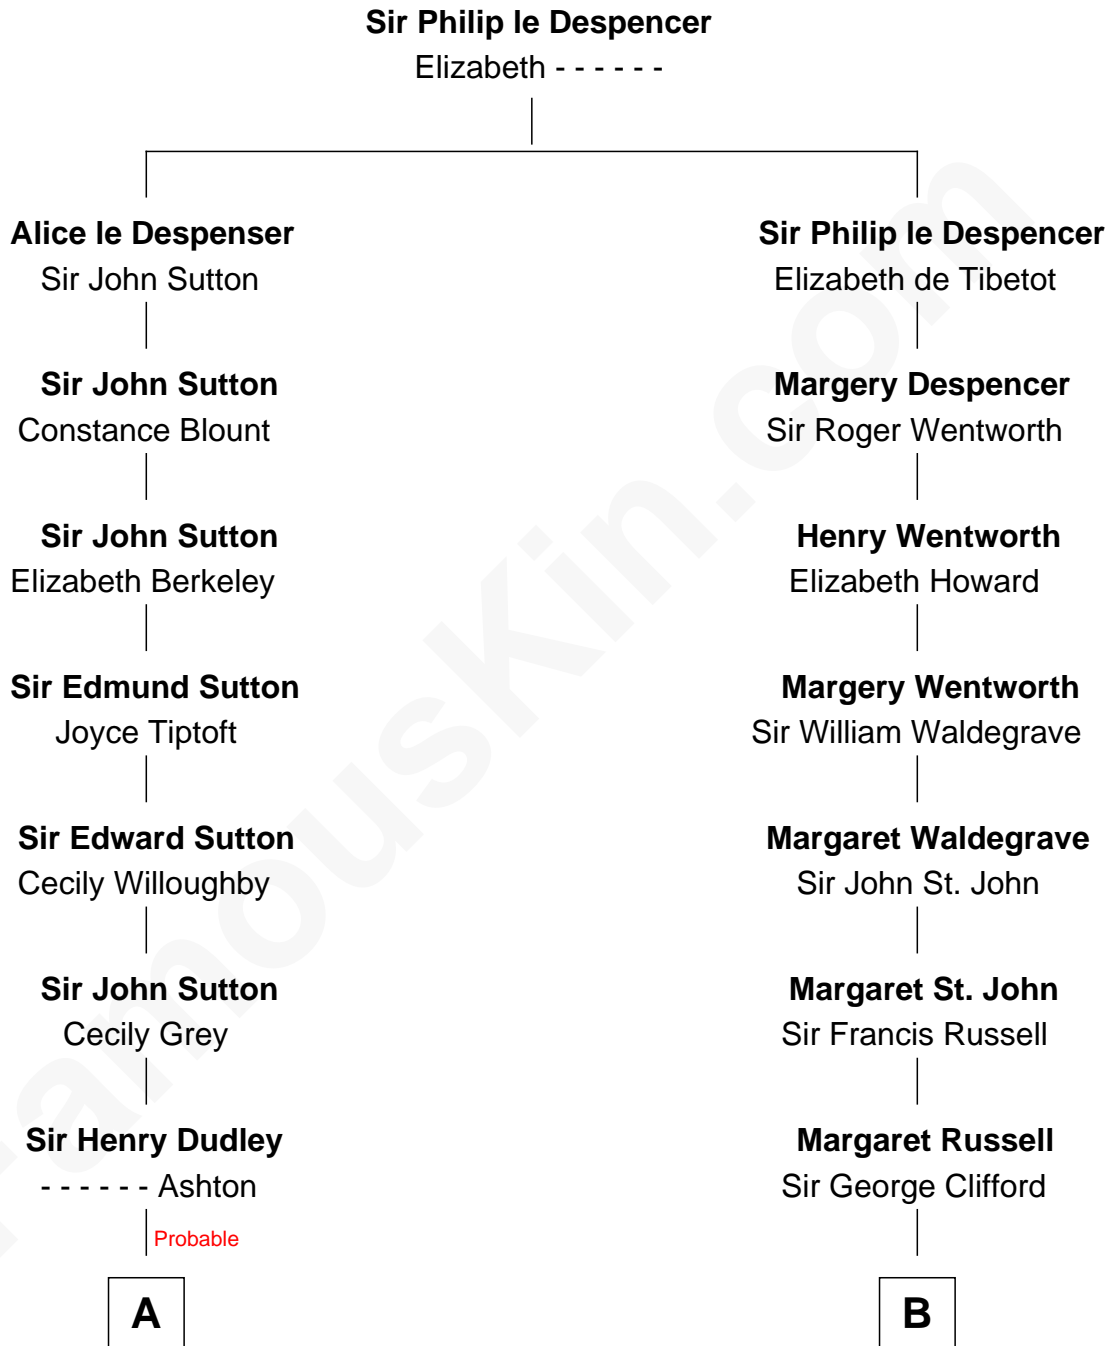 Sir Philip le Despencer
Elizabeth - - - - - -
Alice le Despenser
Sir John Sutton
Sir Philip le Despencer
Elizabeth de Tibetot
Sir John Sutton
Constance Blount
Margery Despencer
Sir Roger Wentworth
Sir John Sutton
Elizabeth Berkeley
Henry Wentworth
Elizabeth Howard
Sir Edmund Sutton
Joyce Tiptoft
Margery Wentworth
Sir William Waldegrave
Sir Edward Sutton
Cecily Willoughby
Margaret Waldegrave
Sir John St. John
Sir John Sutton
Cecily Grey
Margaret St. John
Sir Francis Russell
Sir Henry Dudley
- - - - - - Ashton
Probable
Margaret Russell
Sir George Clifford
A
B
FamousKin.com